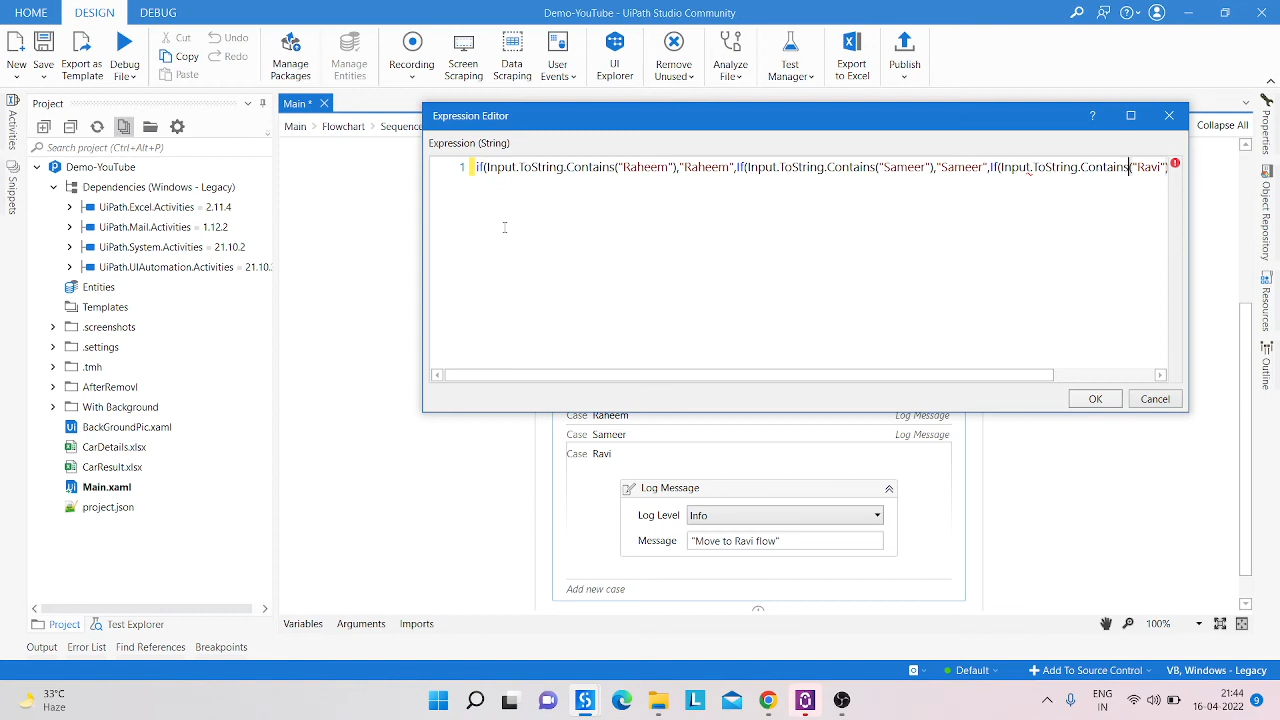 HOME
DESIGN
DEBUG
Demo-YouTube - UiPath Studio Community
New
Save
Export as Template
Debug File
Cut
Copy
Paste
Undo
Redo
Manage Packages
Manage Entities
Recording
Screen Scraping
Data Scraping
User Events
UI Explorer
Remove Unused
Analyze File
Test Manager
Export to Excel
Publish
Project
Search project (Ctrl+Alt+P)
Demo-YouTube
Dependencies (Windows - Legacy)
UiPath.Excel.Activities = 2.11.4
UiPath.Mail.Activities = 1.12.2
UiPath.System.Activities = 21.10.2
UiPath.UIAutomation.Activities = 21.10.
Entities
Templates
.screenshots
.settings
.tmh
AfterRemovl
With Background
BackGroundPic.xaml
CarDetails.xlsx
CarResult.xlsx
Main.xaml
project.json
Project
Test Explorer
Activities
Snippets
Main *
Main
Flowchart
Sequence
Collapse All
Expression Editor
Expression (String)
1 if(Input.ToString.Contains("Raheem"),"Raheem",If(Input.ToString.Contains("Sameer"),"Sameer",If(Input.ToString.Contains("Ravi")
OK
Cancel
Case Raheem Log Message
Case Sameer Log Message
Case Ravi
Log Message
Log Level Info
Message "Move to Ravi flow"
Add new case
Variables
Arguments
Imports
100%
Properties
Object Repository
Resources
Outline
Output
Error List
Find References
Breakpoints
Default
Add To Source Control
VB, Windows - Legacy
33°C
Haze
ENG
IN
21:44
16-04-2022
9